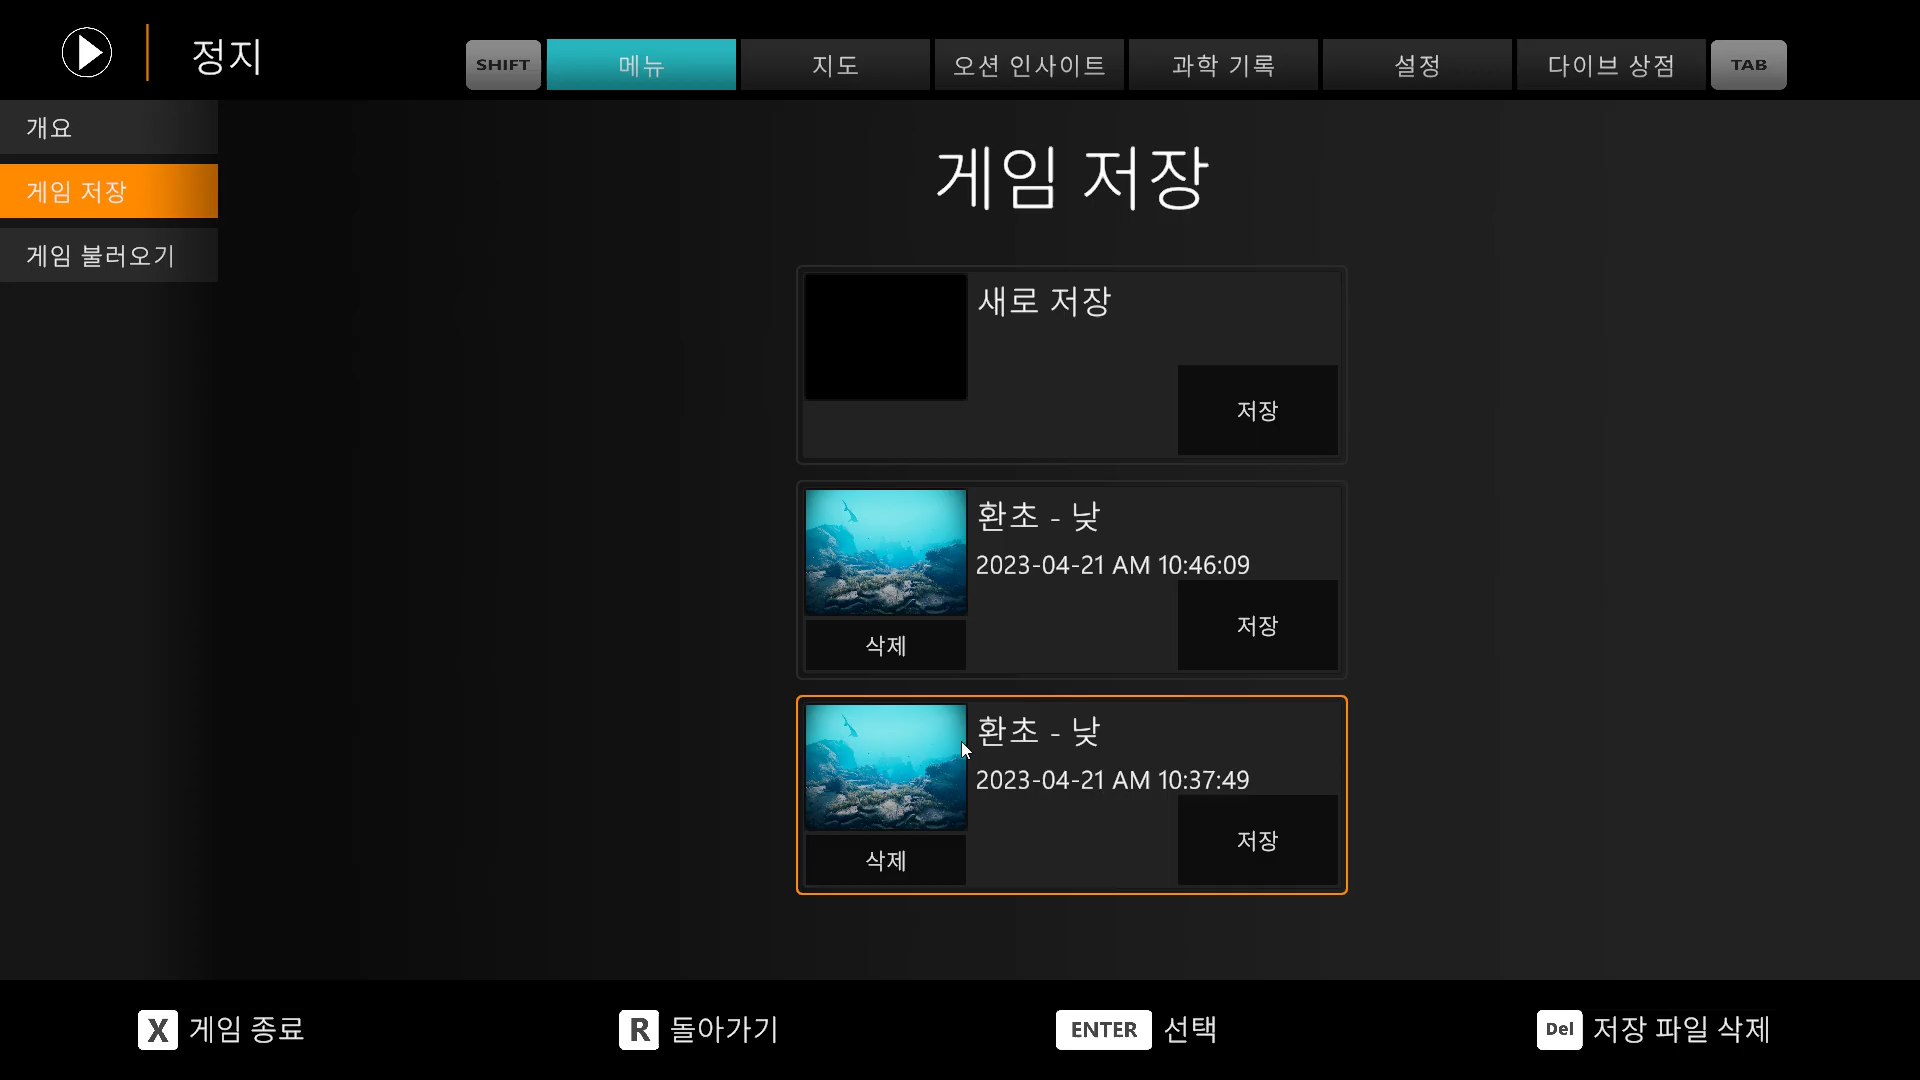 정지
SHIFT 메뉴 지도 오션 인사이트 과학 기록 설정 다이브 상점 TAB
개요
게임 저장
게임 불러오기
게임 저장
새로 저장
저장
환초 - 낮
2023-04-21 AM 10:46:09
저장
삭제
환초 - 낮
2023-04-21 AM 10:37:49
저장
삭제
X 게임 종료 R 돌아가기 ENTER 선택 Del 저장 파일 삭제